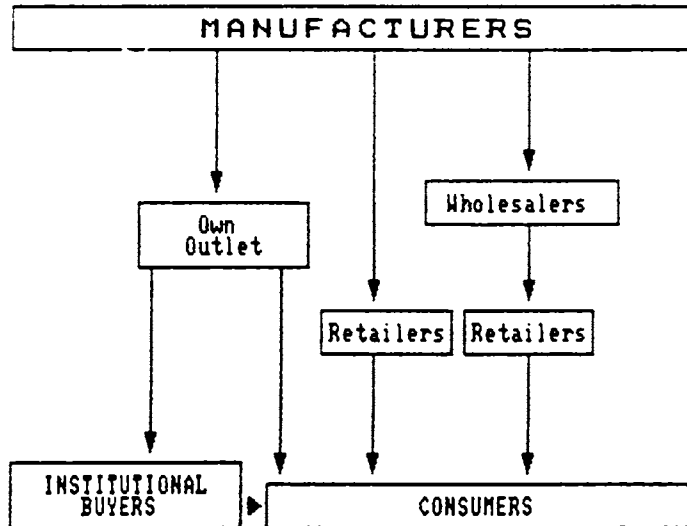 MANUFACTURERS
Own
Outlet
Wholesalers
Retailers
Retailers
INSTITUTIONAL
BUYERS
CONSUMERS